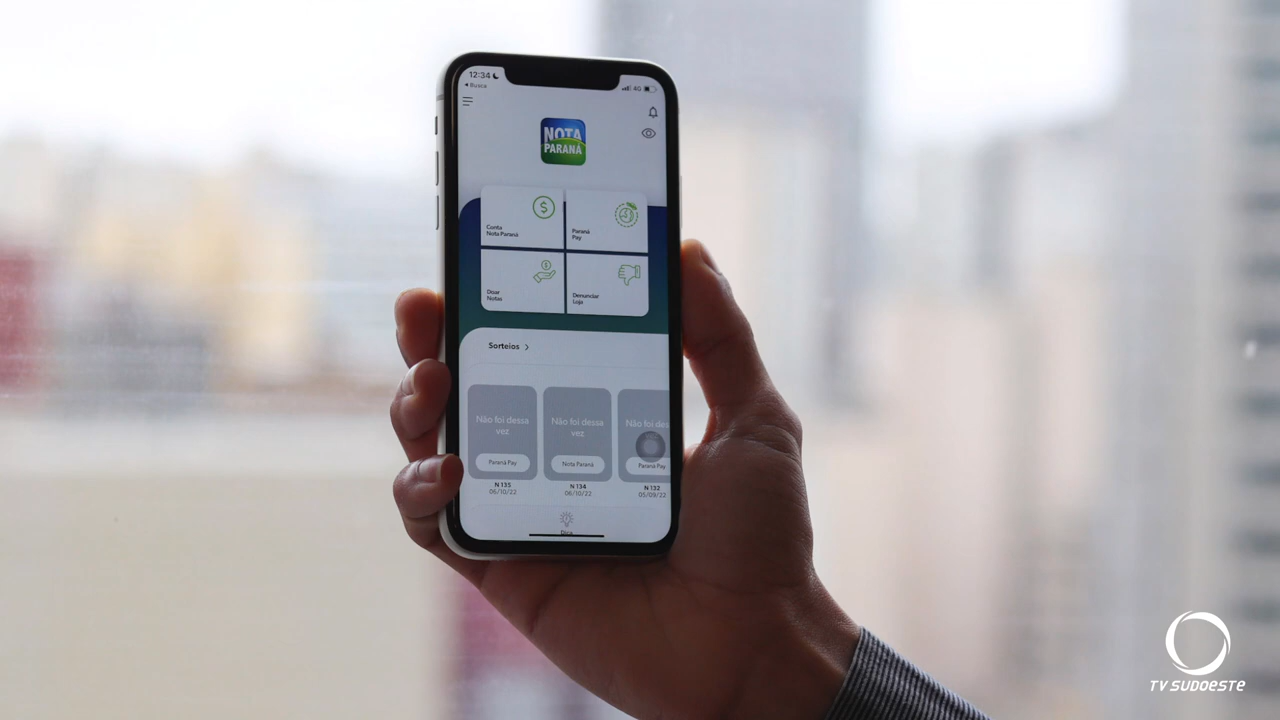 12:34
Busca
4G
NOTA
PARANÁ
Conta
Nota Paraná
Paraná
Pay
Doar
Notas
Denunciar
Loja
Sorteios
Não foi dessa
vez
Não foi dessa
vez
Não foi des
Paraná Pay
Nota Paraná
Paraná Pay
N 135
N 134
N 132
06/10/22
06/10/22
05/09/22
TV SUDOESTE